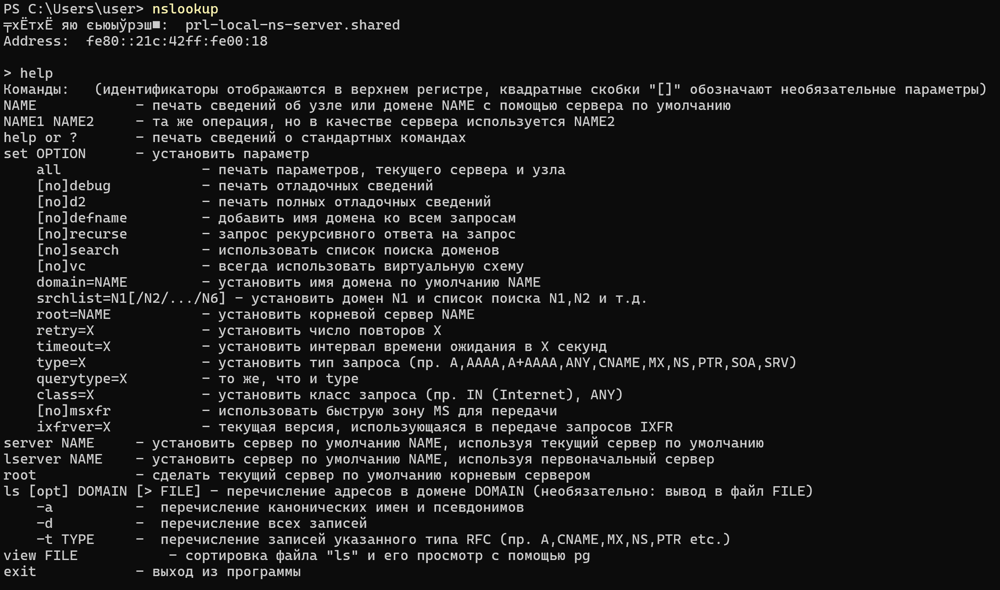 PS C:\Users\user> nslookup
╤хЁтхЁ яю єьюыўрэш■:  prl-local-ns-server.shared
Address:  fe80::21c:42ff:fe00:18
> help
Команды:   (идентификаторы отображаются в верхнем регистре, квадратные скобки "[]" обозначают необязательные параметры)
NAME            - печать сведений об узле или домене NAME с помощью сервера по умолчанию
NAME1 NAME2     - та же операция, но в качестве сервера используется NAME2
help or ?       - печать сведений о стандартных командах
set OPTION      - установить параметр
    all                 - печать параметров, текущего сервера и узла
    [no]debug           - печать отладочных сведений
    [no]d2              - печать полных отладочных сведений
    [no]defname         - добавить имя домена ко всем запросам
    [no]recurse         - запрос рекурсивного ответа на запрос
    [no]search          - использовать список поиска доменов
    [no]vc              - всегда использовать виртуальную схему
    domain=NAME         - установить имя домена по умолчанию NAME
    srchlist=N1[/N2/.../N6] - установить домен N1 и список поиска N1,N2 и т.д.
    root=NAME           - установить корневой сервер NAME
    retry=X             - установить число повторов X
    timeout=X           - установить интервал времени ожидания в X секунд
    type=X              - установить тип запроса (пр. A,AAAA,A+AAAA,ANY,CNAME,MX,NS,PTR,SOA,SRV)
    querytype=X         - то же, что и type
    class=X             - установить класс запроса (пр. IN (Internet), ANY)
    [no]msxfr           - использовать быструю зону MS для передачи
    ixfrver=X           - текущая версия, использующаяся в передаче запросов IXFR
server NAME     - установить сервер по умолчанию NAME, используя текущий сервер по умолчанию
lserver NAME    - установить сервер по умолчанию NAME, используя первоначальный сервер
root            - сделать текущий сервер по умолчанию корневым сервером
ls [opt] DOMAIN [> FILE] - перечисление адресов в домене DOMAIN (необязательно: вывод в файл FILE)
    -a          -  перечисление канонических имен и псевдонимов
    -d          -  перечисление всех записей
    -t TYPE     -  перечисление записей указанного типа RFC (пр. A,CNAME,MX,NS,PTR etc.)
view FILE           - сортировка файла "ls" и его просмотр с помощью pg
exit            - выход из программы